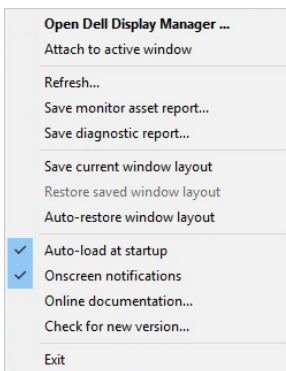 Open Dell Display Manager ...
Attach to active window
Refresh...
Save monitor asset report...
Save diagnostic report...
Save current window layout
Restore saved window layout
Auto-restore window layout
Auto-load at startup
Onscreen notifications
Online documentation...
Check for new version...
Exit